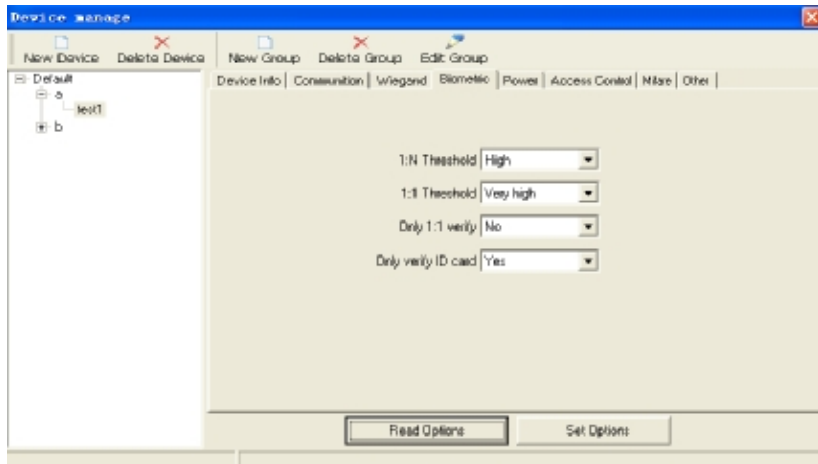 Device manage
New Device Delete Device New Group Delete Group Edit Group
Default
a
test1
b
Device Info Communition Wiegand Biometric Power Access Control Mifare Other
1:N Threshold High
1:1 Threshold Very high
Only 1:1 verify No
Only verify ID card Yes
Read Options Set Options